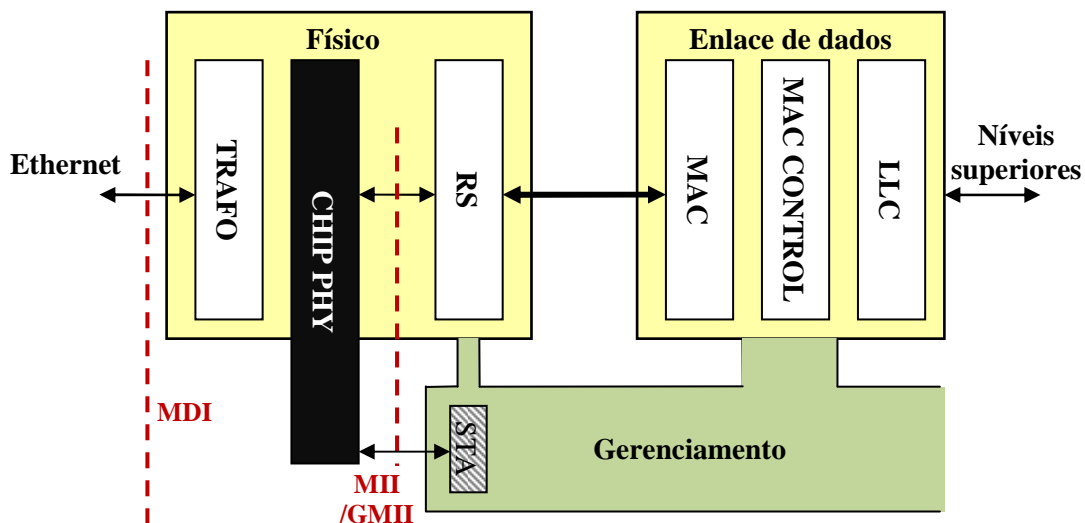 Físico
Enlace de dados
Ethernet
TRAFO
CHIP PHY
RS
MAC
MAC CONTROL
LLC
Níveis
superiores
MDI
STA
Gerenciamento
MII
/GMII